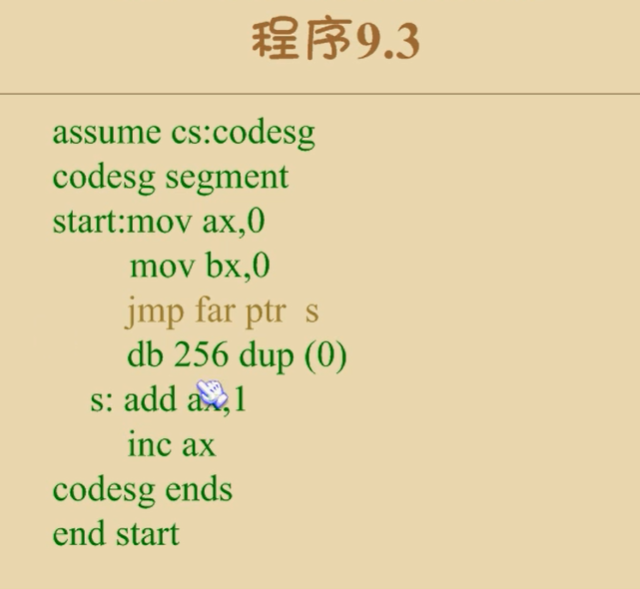 程序9.3
assume cs:codesg
codesg segment
start:mov ax,0
mov bx,0
jmp far ptr s
db 256 dup (0)
s: add ax,1
inc ax
codesg ends
end start